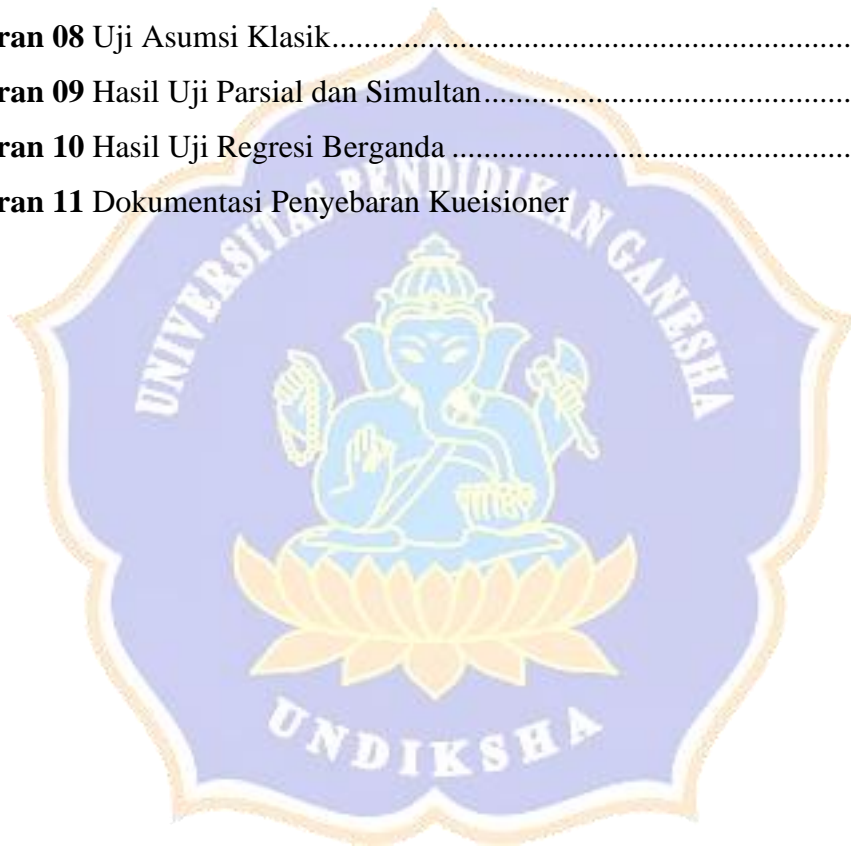 ran 08 Uji Asumsi Klasik..................................................................
ran 09 Hasil Uji Parsial dan Simultan...............................................
ran 10 Hasil Uji Regresi Berganda ...................................................
ran 11 Dokumentasi Penyebaran Kueisioner
UNIVERSITAS PENDIDIKAN GANESHA
UNDIKSHA